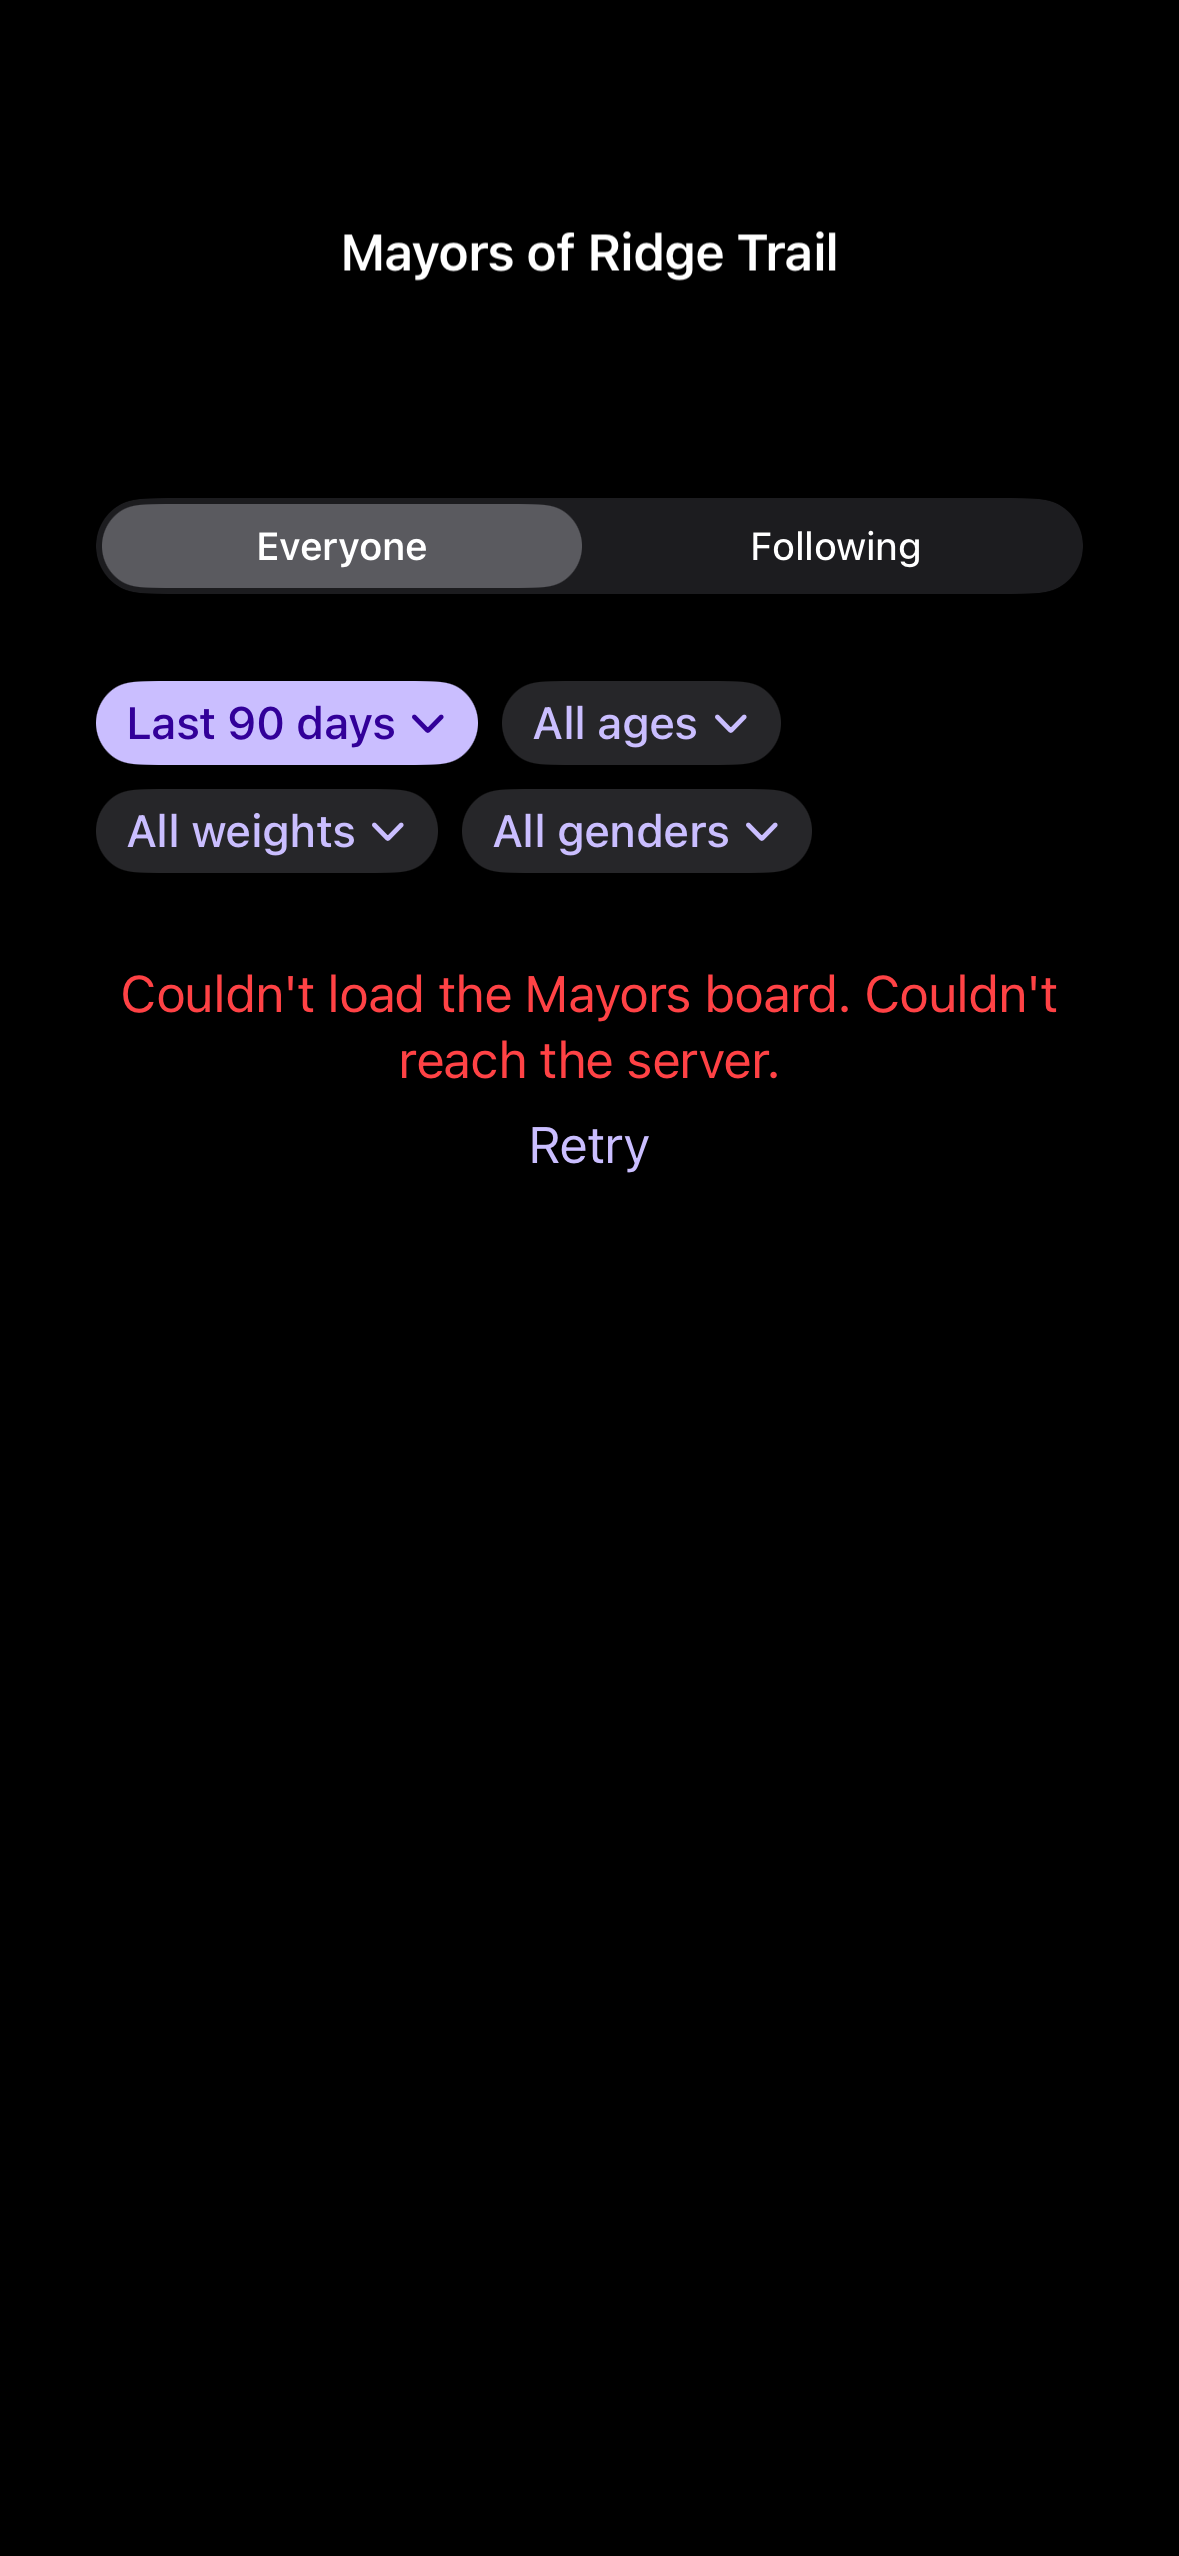 Mayors of Ridge Trail
Everyone
Following
Last 90 days
All ages
All weights
All genders
Couldn't load the Mayors board. Couldn't
reach the server.
Retry